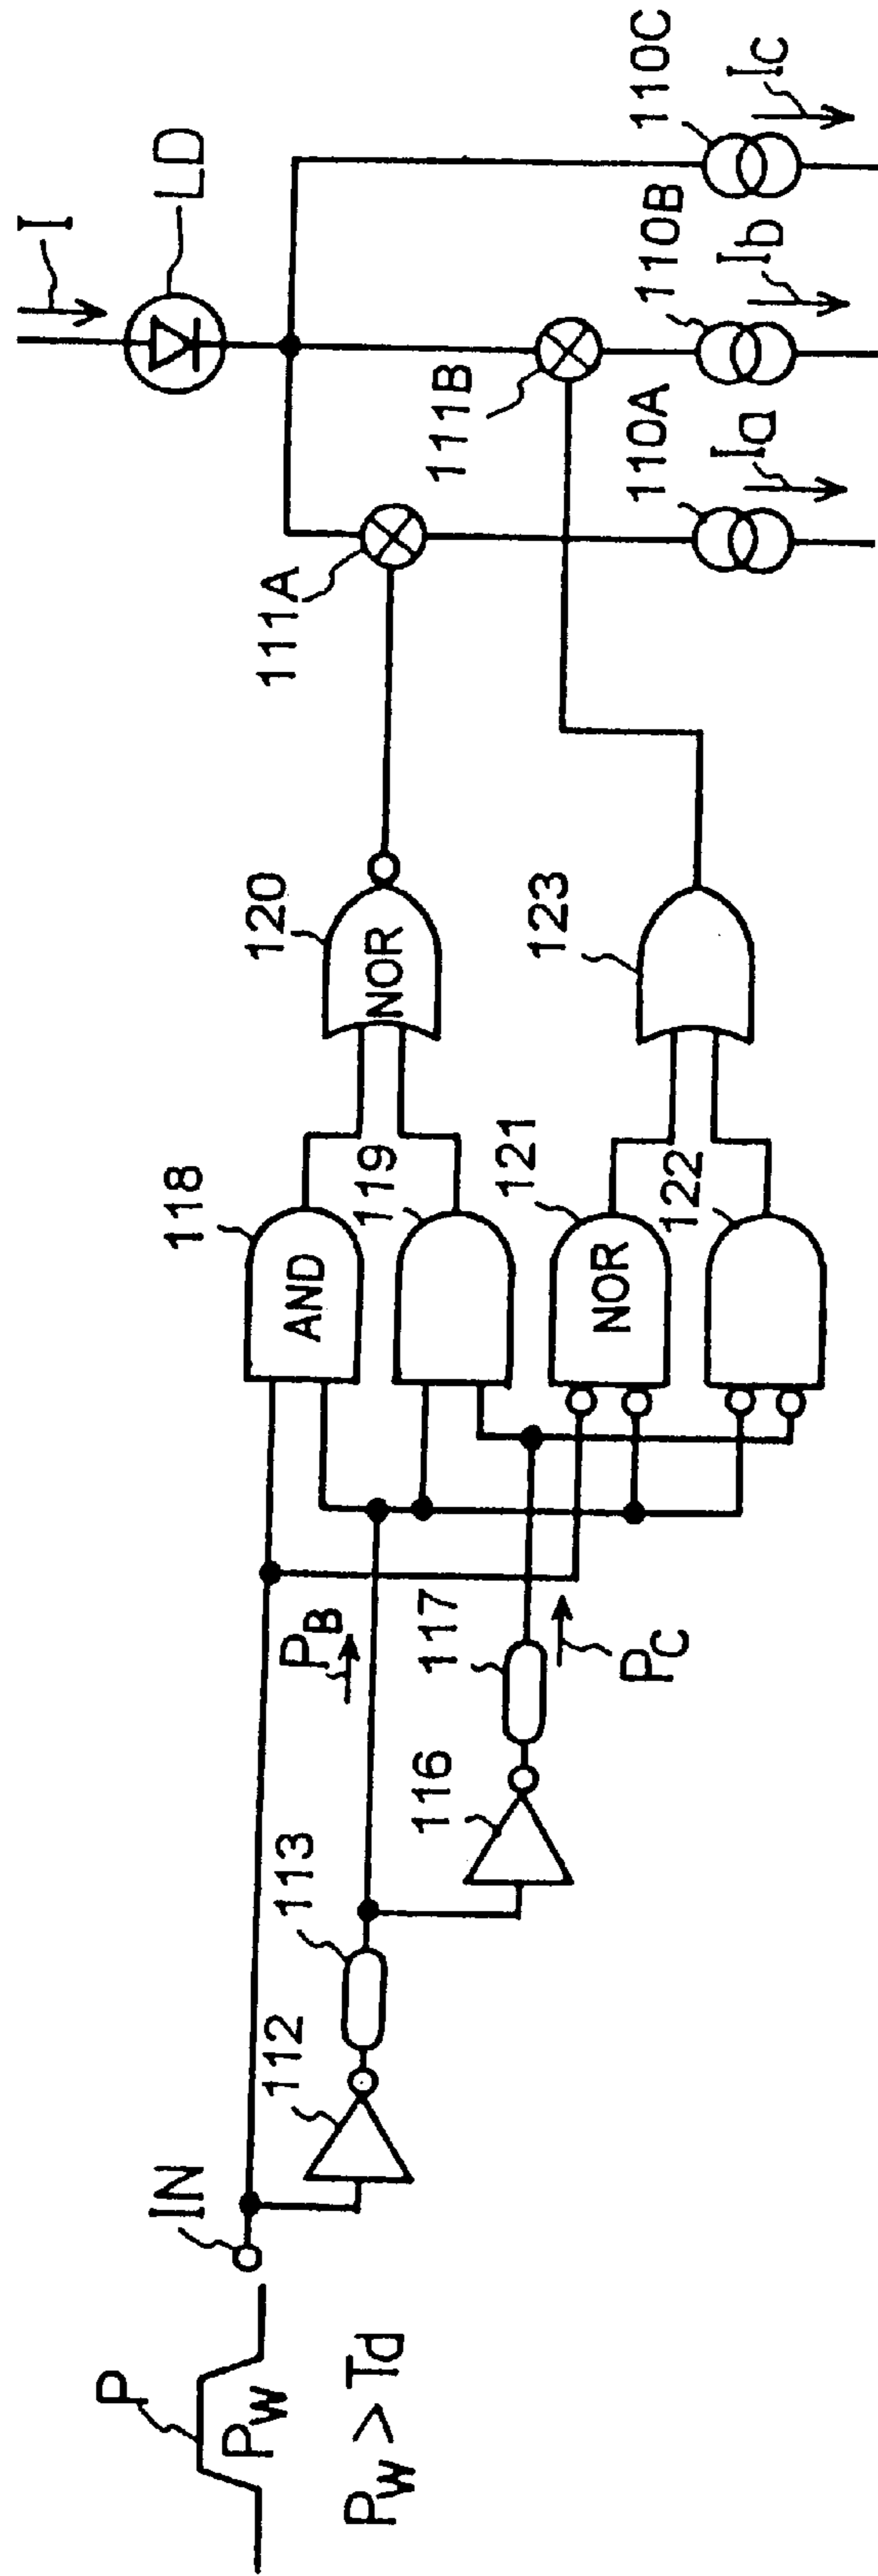 P
PW
PW > Td
IN
112
113
116
117
PB
PC
118
AND
119
121
NOR
122
120
NOR
123
111A
111B
I
LD
110A
Ia
110B
Ib
110C
Ic